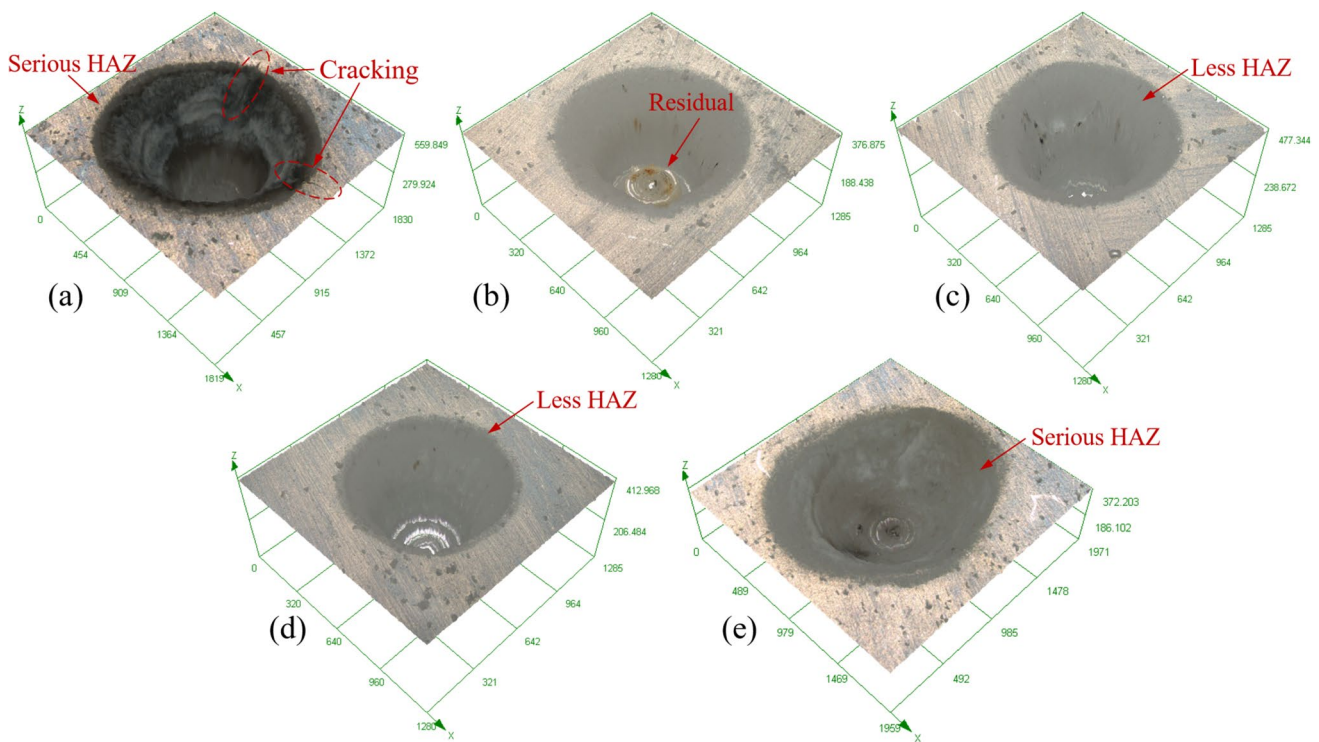 Serious HAZ
Cracking
Z
559.849
279.924
0
1830
454
1372
909
915
1364
457
1819
X
(a)
Residual
Z
376.875
188.438
0
1285
320
964
640
642
960
321
1280
X
(b)
Less HAZ
Z
477.344
238.672
0
1285
320
964
640
642
960
321
1280
X
(c)
Less HAZ
Z
412.968
206.484
0
1285
320
964
640
642
960
321
1280
X
(d)
Serious HAZ
Z
372.203
186.102
0
1971
489
1478
979
985
1469
492
1959
X
(e)